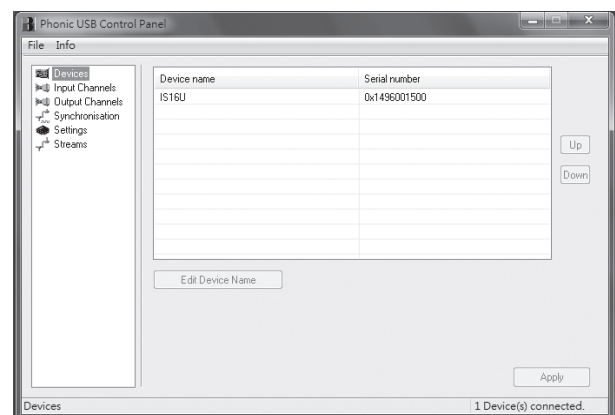 Phonic USB Control Panel
File Info
Devices
Input Channels
Output Channels
Synchronisation
Settings
Streams
Device name Serial number
IS16U 0x1496001500
Up
Down
Edit Device Name
Apply
Devices 1 Device(s) connected.